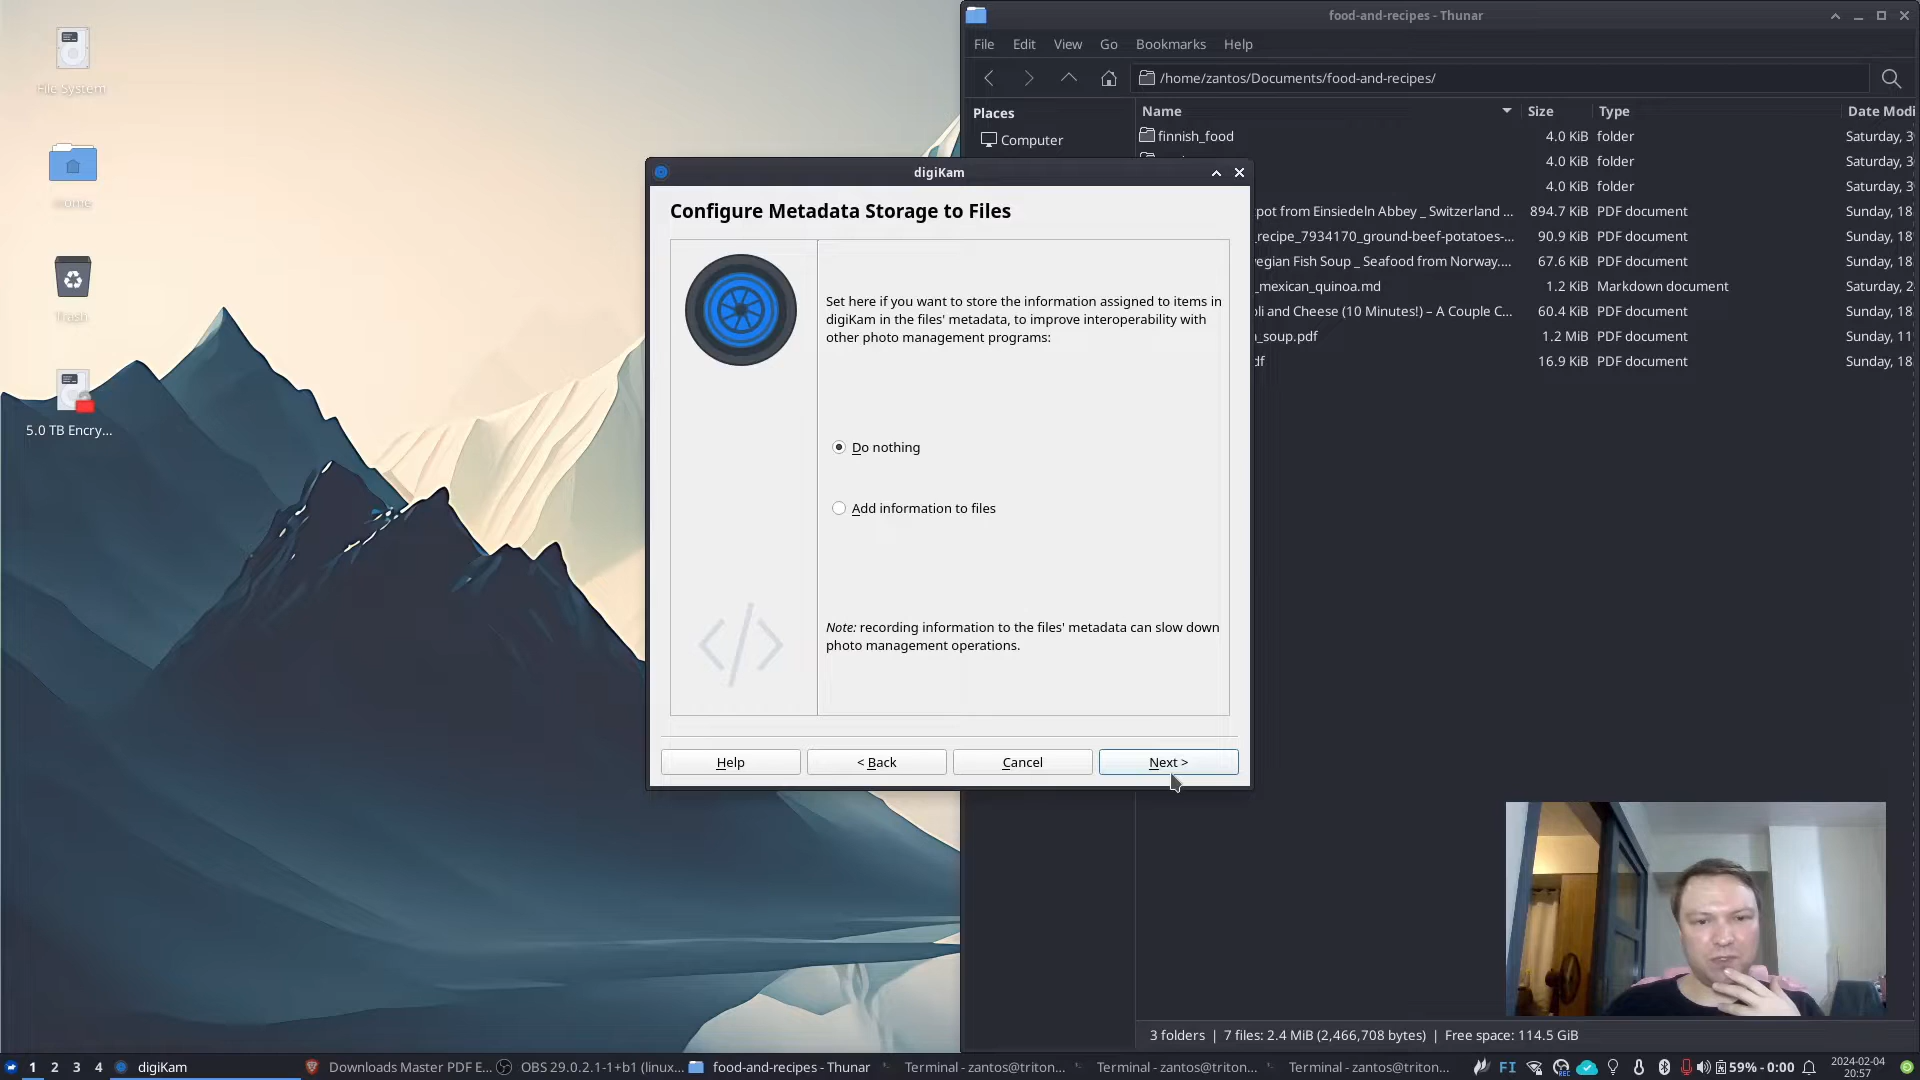 File System
Home
Trash
5.0 TB Encry...
food-and-recipes - Thunar
File Edit View Go Bookmarks Help
/home/zantos/Documents/food-and-recipes/
Places
Computer
Name Size Type Date Modi
finnish_food 4.0 KiB folder Saturday, 3
4.0 KiB folder Saturday, 3
4.0 KiB folder Saturday, 3
pot from Einsiedeln Abbey _ Switzerland ... 894.7 KiB PDF document Sunday, 18
_recipe_7934170_ground-beef-potatoes-... 90.9 KiB PDF document Sunday, 18
vegian Fish Soup _ Seafood from Norway.... 67.6 KiB PDF document Sunday, 18
_mexican_quinoa.md 1.2 KiB Markdown document Saturday, 2
li and Cheese (10 Minutes!) – A Couple C... 60.4 KiB PDF document Sunday, 18
_soup.pdf 1.2 MiB PDF document Sunday, 11
df 16.9 KiB PDF document Sunday, 18
3 folders | 7 files: 2.4 MiB (2,466,708 bytes) | Free space: 114.5 GiB
digiKam
Configure Metadata Storage to Files
Set here if you want to store the information assigned to items in
digiKam in the files' metadata, to improve interoperability with
other photo management programs:
Do nothing
Add information to files
Note: recording information to the files' metadata can slow down
photo management operations.
Help
< Back
Cancel
Next >
1 2 3 4 digiKam Downloads Master PDF E... OBS 29.0.2.1-1+b1 (linux... food-and-recipes - Thunar Terminal - zantos@triton... Terminal - zantos@triton... Terminal - zantos@triton... FI REC 59% - 0:00
2024-02-04
20:57